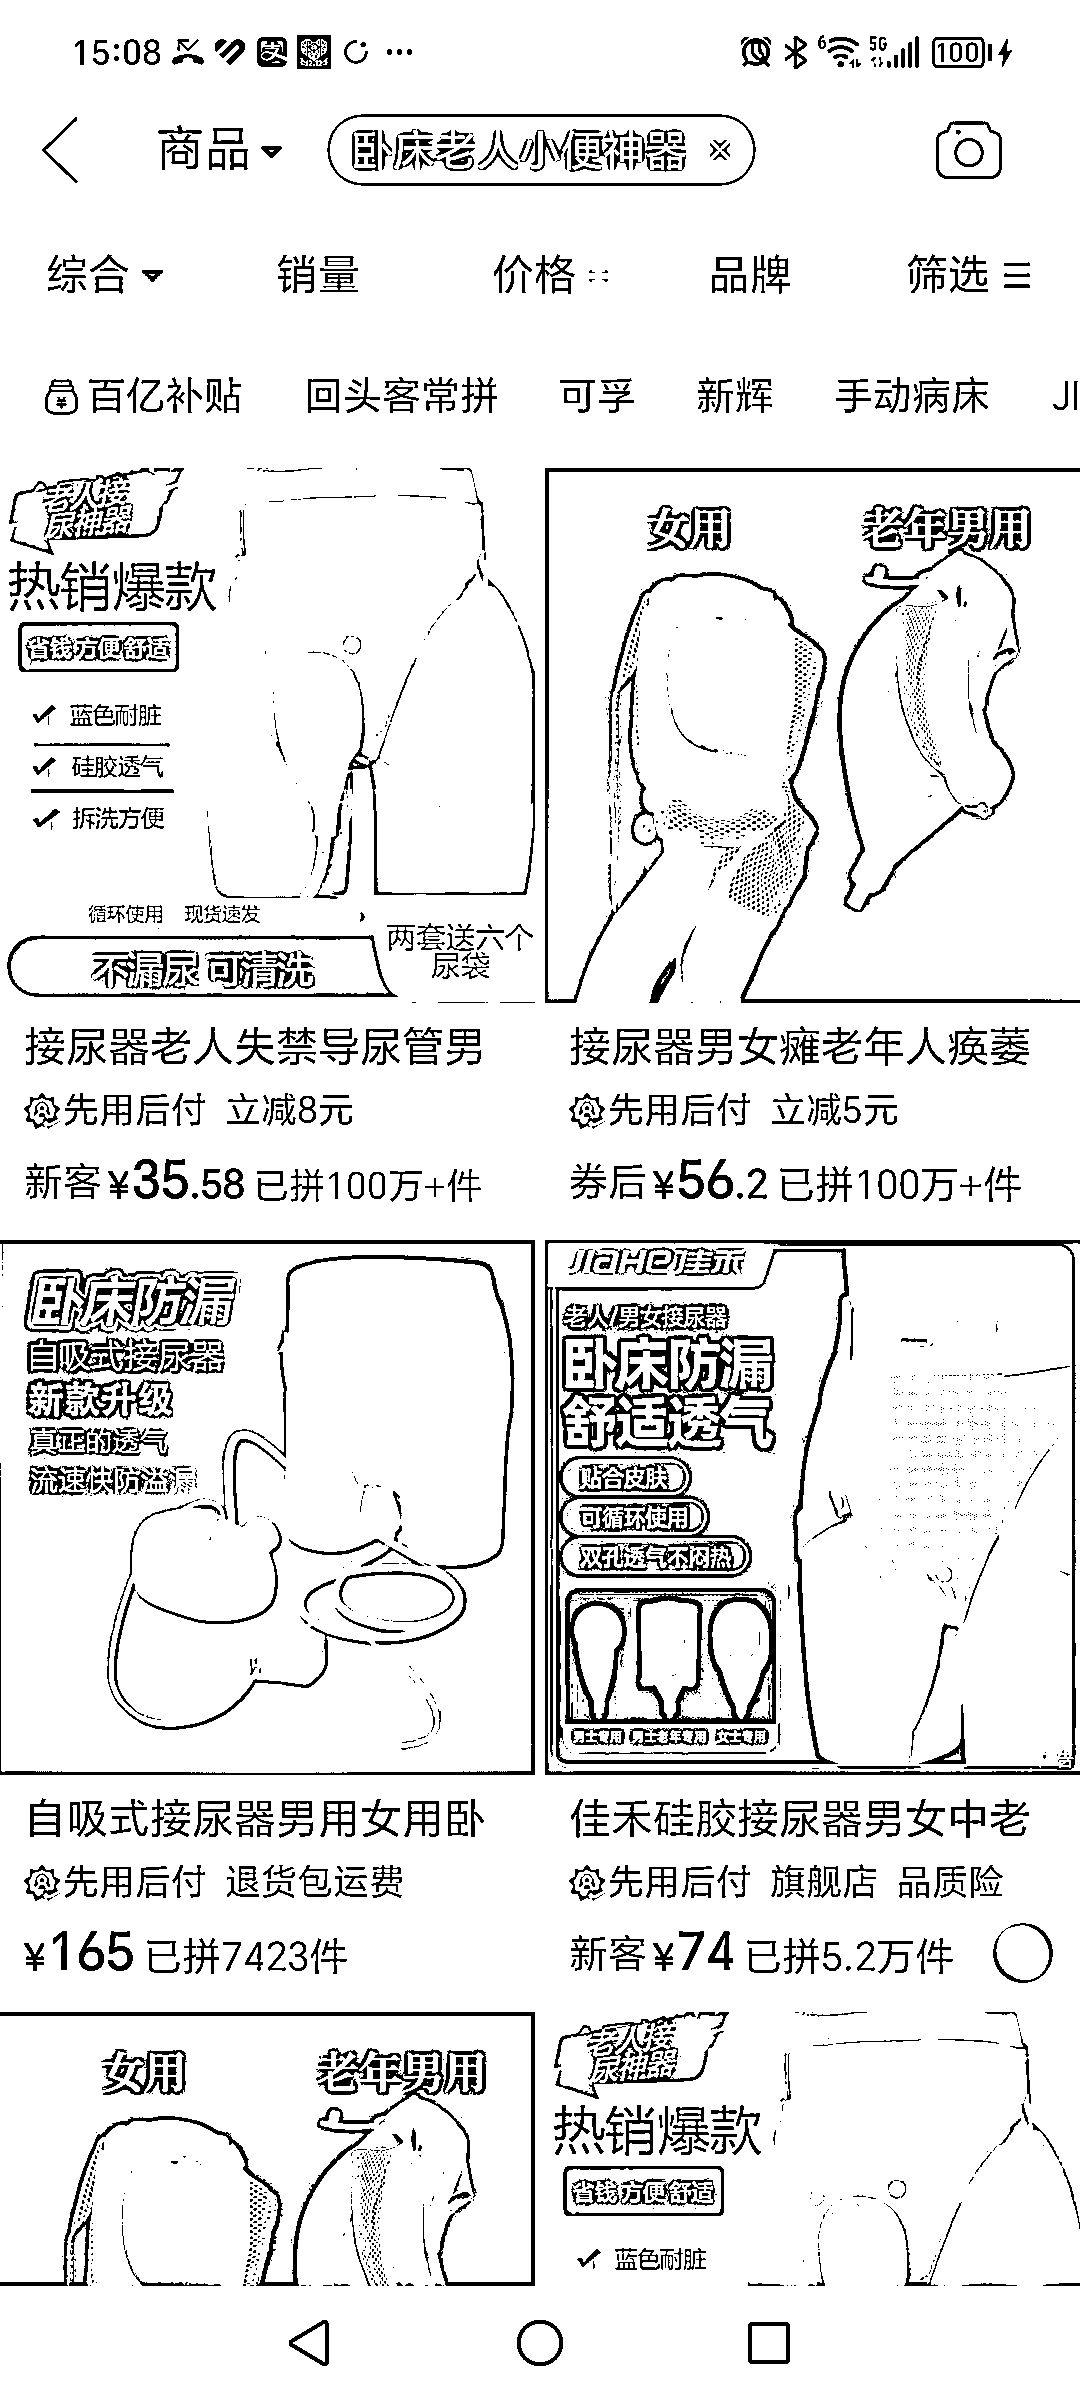 15:08
6 5G 100
商品 卧床老人小便神器
综合 销量 价格 品牌 筛选
百亿补贴 回头客常拼 可孚 新辉 手动病床 JI
老人接
尿神器
热销爆款
省钱方便舒适
蓝色耐脏
硅胶透气
拆洗方便
循环使用 现货速发
不漏尿 可清洗
两套送六个
尿袋
女用 老年男用
接尿器老人失禁导尿管男
先用后付 立减8元
新客¥35.58 已拼100万+件
接尿器男女瘫老年人痪萎
先用后付 立减5元
券后¥56.2 已拼100万+件
卧床防漏
自吸式接尿器
新款升级
真正的透气
流速快防溢漏
JIAHE佳禾
老人/男女接尿器
卧床防漏
舒适透气
贴合皮肤
可循环使用
双孔透气不闷热
男士专用 男士老年专用 女士专用
自吸式接尿器男用女用卧
先用后付 退货包运费
¥165 已拼7423件
佳禾硅胶接尿器男女中老
先用后付 旗舰店 品质险
新客¥74 已拼5.2万件
女用 老年男用
老人接
尿神器
热销爆款
省钱方便舒适
蓝色耐脏